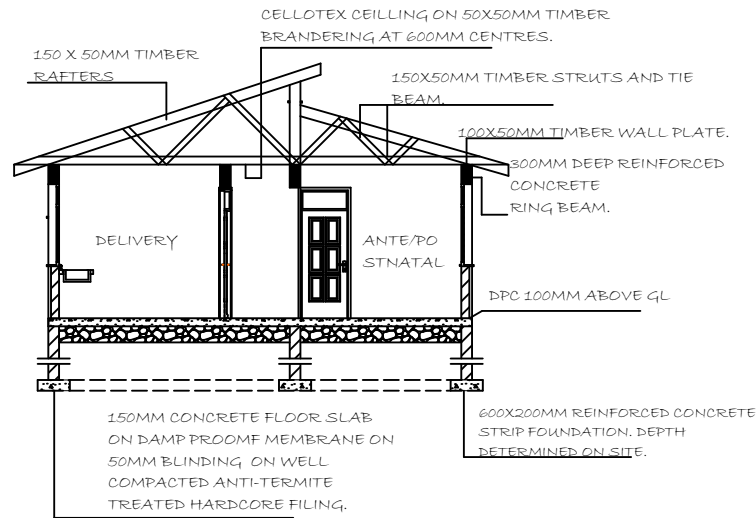 CELLOTEX CEILLING ON 50X50MM TIMBER
BRANDERING AT 600MM CENTRES.
150 X 50MM TIMBER
RAFTERS
150X50MM TIMBER STRUTS AND TIE
BEAM.
100X50MM TIMBER WALL PLATE.
300MM DEEP REINFORCED
CONCRETE
RING BEAM.
DELIVERY
ANTE/PO
STNATAL
DPC 100MM ABOVE GL
150MM CONCRETE FLOOR SLAB
ON DAMP PROOMF MEMBRANE ON
50MM BLINDING ON WELL
COMPACTED ANTI-TERMITE
TREATED HARDCORE FILING.
600X200MM REINFORCED CONCRETE
STRIP FOUNDATION. DEPTH
DETERMINED ON SITE.